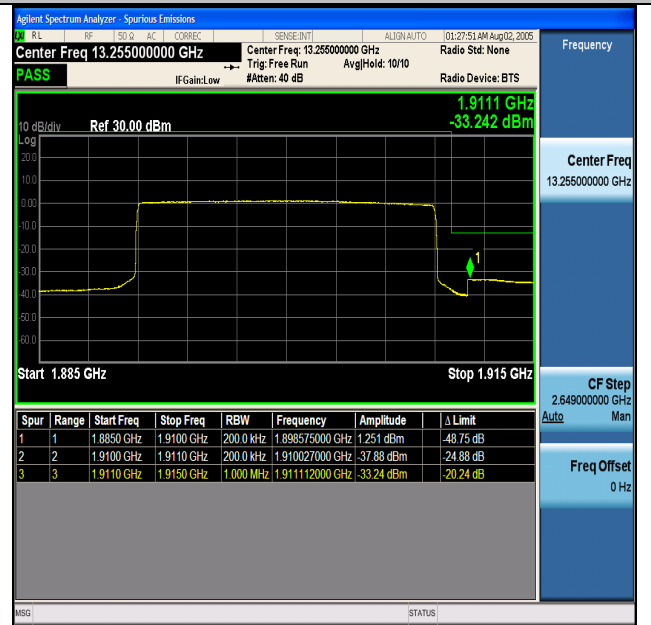 Agilent Spectrum Analyzer - Spurious Emissions
RL RF 50 Ω AC CORREC SENSE:INT ALIGN AUTO 01:27:51 AM Aug 02, 2005
Center Freq 13.255000000 GHz
Center Freq: 13.255000000 GHz Radio Std: None
Trig: Free Run Avg|Hold: 10/10
PASS
IFGain:Low #Atten: 40 dB Radio Device: BTS
1.9111 GHz
-33.242 dBm
10 dB/div Ref 30.00 dBm
Log
20.0
10.0
0.00
-10.0
-20.0
-30.0
-40.0
-50.0
-60.0
1
Start 1.885 GHz Stop 1.915 GHz
Spur Range Start Freq Stop Freq RBW Frequency Amplitude Δ Limit
1 1 1.8850 GHz 1.9100 GHz 200.0 kHz 1.898575000 GHz 1.251 dBm -48.75 dB
2 2 1.9100 GHz 1.9110 GHz 200.0 kHz 1.910027000 GHz -37.88 dBm -24.88 dB
3 3 1.9110 GHz 1.9150 GHz 1.000 MHz 1.911112000 GHz -33.24 dBm -20.24 dB
MSG STATUS
Frequency
Center Freq
13.255000000 GHz
CF Step
2.649000000 GHz
Auto Man
Freq Offset
0 Hz